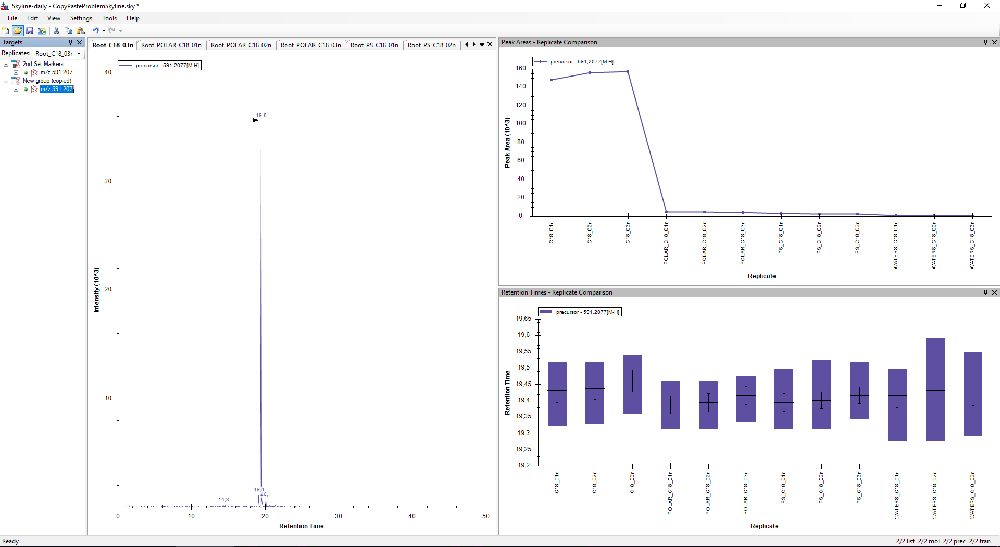 Skyline-daily - CopyPasteProblemSkyline.sky *
File Edit View Settings Tools Help
Targets
Replicates: Root_C18_03r
2nd Set Markers
m/z 591.207
New group (copied)
m/z 591.207
Root_C18_03n Root_POLAR_C18_01n Root_POLAR_C18_02n Root_POLAR_C18_03n Root_PS_C18_01n Root_PS_C18_02n
precursor - 591,2077[M-H]
40
30
20
10
Intensity (10^3)
19,5
14,3
19,1
20,1
0 10 20 30 40 50
Retention Time
Peak Areas - Replicate Comparison
precursor - 591,2077[M-H]
160
140
120
100
80
60
40
20
0
Peak Area (10^3)
C18_01n
C18_02n
C18_03n
POLAR_C18_01n
POLAR_C18_02n
POLAR_C18_03n
PS_C18_01n
PS_C18_02n
PS_C18_03n
WATERS_C18_01n
WATERS_C18_02n
WATERS_C18_03n
Replicate
Retention Times - Replicate Comparison
precursor - 591,2077[M-H]
19,65
19,6
19,55
19,5
19,45
19,4
19,35
19,3
19,25
19,2
Retention Time
C18_01n
C18_02n
C18_03n
POLAR_C18_01n
POLAR_C18_02n
POLAR_C18_03n
PS_C18_01n
PS_C18_02n
PS_C18_03n
WATERS_C18_01n
WATERS_C18_02n
WATERS_C18_03n
Replicate
Ready
2/2 list 2/2 mol 2/2 prec 2/2 tran